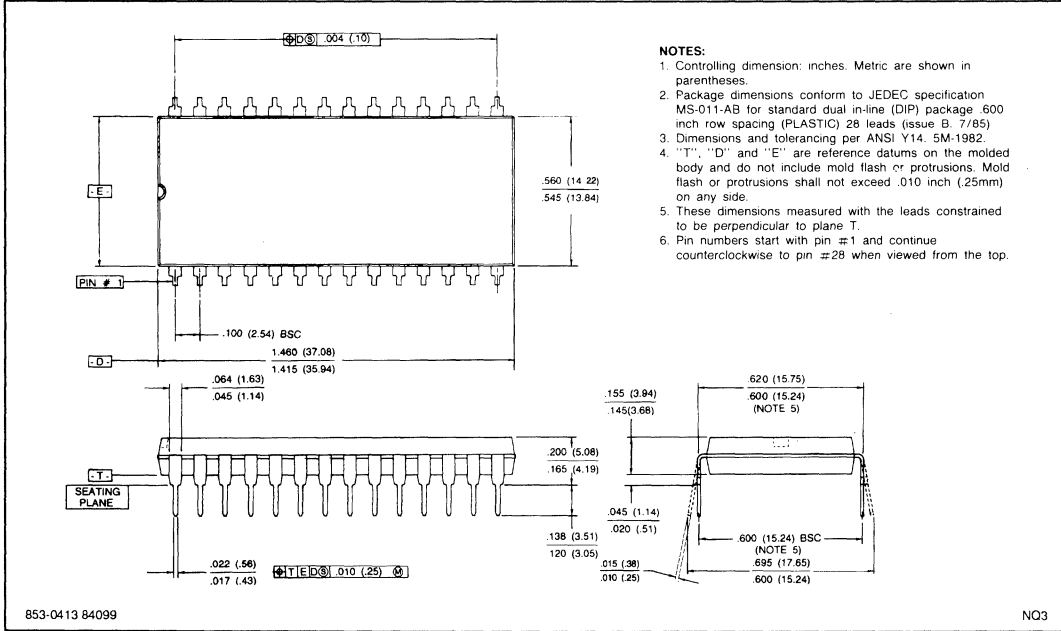 ⌖ D Ⓢ .004 (.10)
NOTES:
1. Controlling dimension: inches. Metric are shown in
parentheses.
2. Package dimensions conform to JEDEC specification
MS-011-AB for standard dual in-line (DIP) package .600
inch row spacing (PLASTIC) 28 leads (issue B. 7/85)
3. Dimensions and tolerancing per ANSI Y14. 5M-1982.
4. "T", "D" and "E" are reference datums on the molded
body and do not include mold flash or protrusions. Mold
flash or protrusions shall not exceed .010 inch (.25mm)
on any side.
5. These dimensions measured with the leads constrained
to be perpendicular to plane T.
6. Pin numbers start with pin #1 and continue
counterclockwise to pin #28 when viewed from the top.
- E -
.560 (14 22)
.545 (13.84)
PIN # 1
.100 (2.54) BSC
- D -
1.460 (37.08)
1.415 (35.94)
.064 (1.63)
.045 (1.14)
.155 (3.94)
.145(3.68)
.620 (15.75)
.600 (15.24)
(NOTE 5)
.200 (5.08)
.165 (4.19)
- T -
SEATING
PLANE
.045 (1.14)
.020 (.51)
.138 (3.51)
120 (3.05)
.600 (15.24) BSC
(NOTE 5)
.015 (.38)
.010 (.25)
.695 (17.65)
.600 (15.24)
.022 (.56)
.017 (.43)
⌖ T E D Ⓢ .010 (.25) Ⓜ
853-0413 84099
NQ3